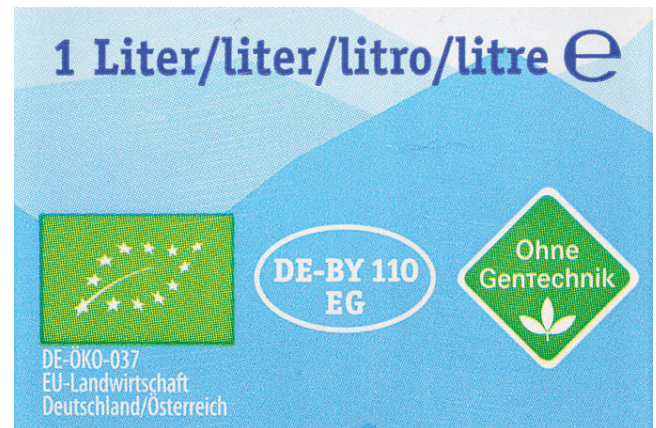 1 Liter/liter/litro/litre ℮
DE-BY 110
EG
Ohne
Gentechnik
DE-ÖKO-037
EU-Landwirtschaft
Deutschland/Österreich